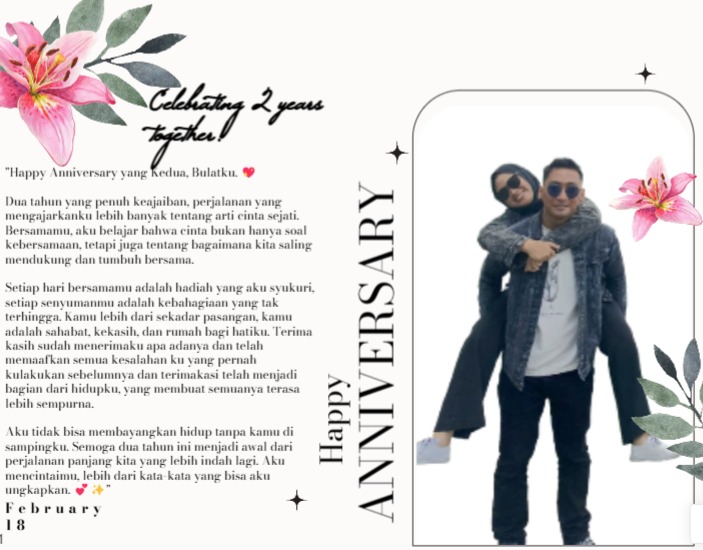 Celebrating 2 years
together!
"Happy Anniversary yang Kedua, Bulatku. 💖
Dua tahun yang penuh keajaiban, perjalanan yang
mengajarkanku lebih banyak tentang arti cinta sejati.
Bersamamu, aku belajar bahwa cinta bukan hanya soal
kebersamaan, tetapi juga tentang bagaimana kita saling
mendukung dan tumbuh bersama.
Setiap hari bersamamu adalah hadiah yang aku syukuri,
setiap senyumanmu adalah kebahagiaan yang tak
terhingga. Kamu lebih dari sekadar pasangan, kamu
adalah sahabat, kekasih, dan rumah bagi hatiku. Terima
kasih sudah menerimaku apa adanya dan telah
memaafkan semua kesalahan ku yang pernah
kulakukan sebelumnya dan terimakasi telah menjadi
bagian dari hidupku, yang membuat semuanya terasa
lebih sempurna.
Aku tidak bisa membayangkan hidup tanpa kamu di
sampingku. Semoga dua tahun ini menjadi awal dari
perjalanan panjang kita yang lebih indah lagi. Aku
mencintaimu, lebih dari kata-kata yang bisa aku
ungkapkan. 💕✨"
February
18
Happy
ANNIVERSARY